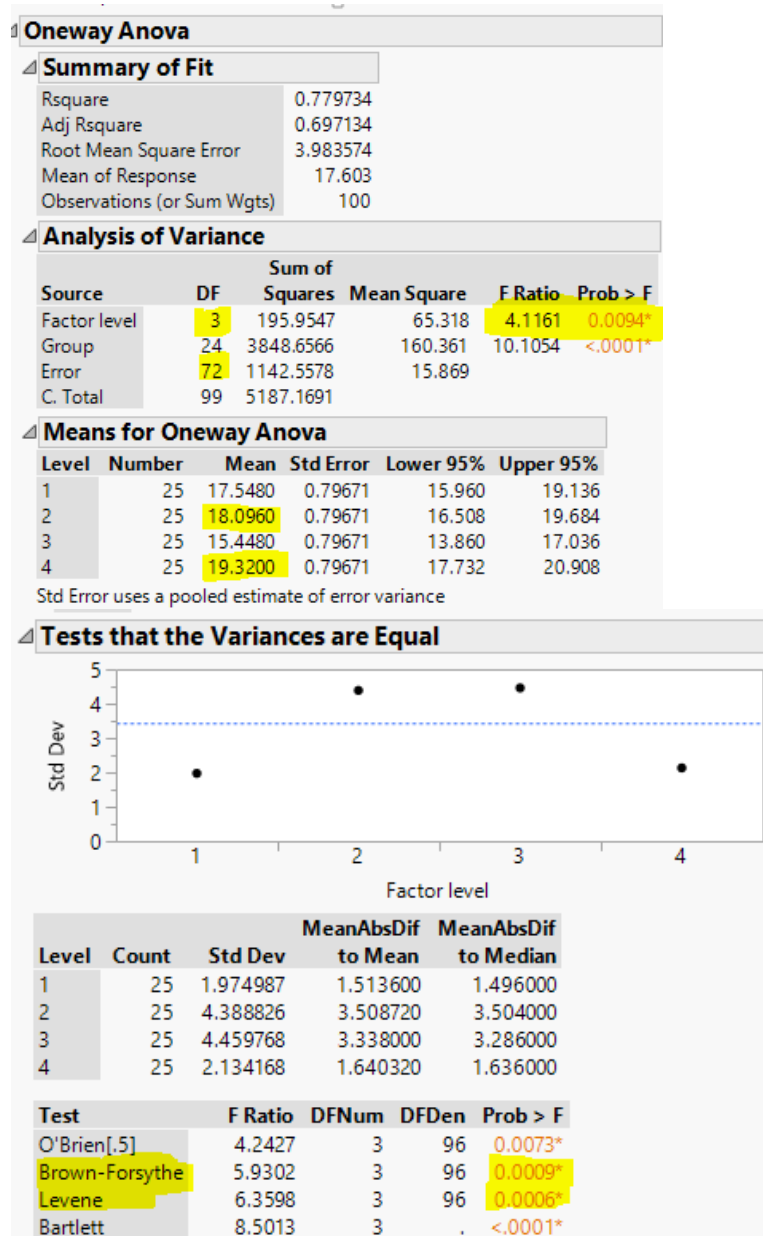 Oneway Anova
Summary of Fit
Rsquare 0.779734
Adj Rsquare 0.697134
Root Mean Square Error 3.983574
Mean of Response 17.603
Observations (or Sum Wgts) 100
Analysis of Variance
Sum of
Source DF Squares Mean Square F Ratio Prob > F
Factor level 3 195.9547 65.318 4.1161 0.0094*
Group 24 3848.6566 160.361 10.1054 <.0001*
Error 72 1142.5578 15.869
C. Total 99 5187.1691
Means for Oneway Anova
Level Number Mean Std Error Lower 95% Upper 95%
1 25 17.5480 0.79671 15.960 19.136
2 25 18.0960 0.79671 16.508 19.684
3 25 15.4480 0.79671 13.860 17.036
4 25 19.3200 0.79671 17.732 20.908
Std Error uses a pooled estimate of error variance
Tests that the Variances are Equal
5
4
3
2
1
0
Std Dev
1 2 3 4
Factor level
MeanAbsDif MeanAbsDif
Level Count Std Dev to Mean to Median
1 25 1.974987 1.513600 1.496000
2 25 4.388826 3.508720 3.504000
3 25 4.459768 3.338000 3.286000
4 25 2.134168 1.640320 1.636000
Test F Ratio DFNum DFDen Prob > F
O'Brien[.5] 4.2427 3 96 0.0073*
Brown-Forsythe 5.9302 3 96 0.0009*
Levene 6.3598 3 96 0.0006*
Bartlett 8.5013 3 . <.0001*